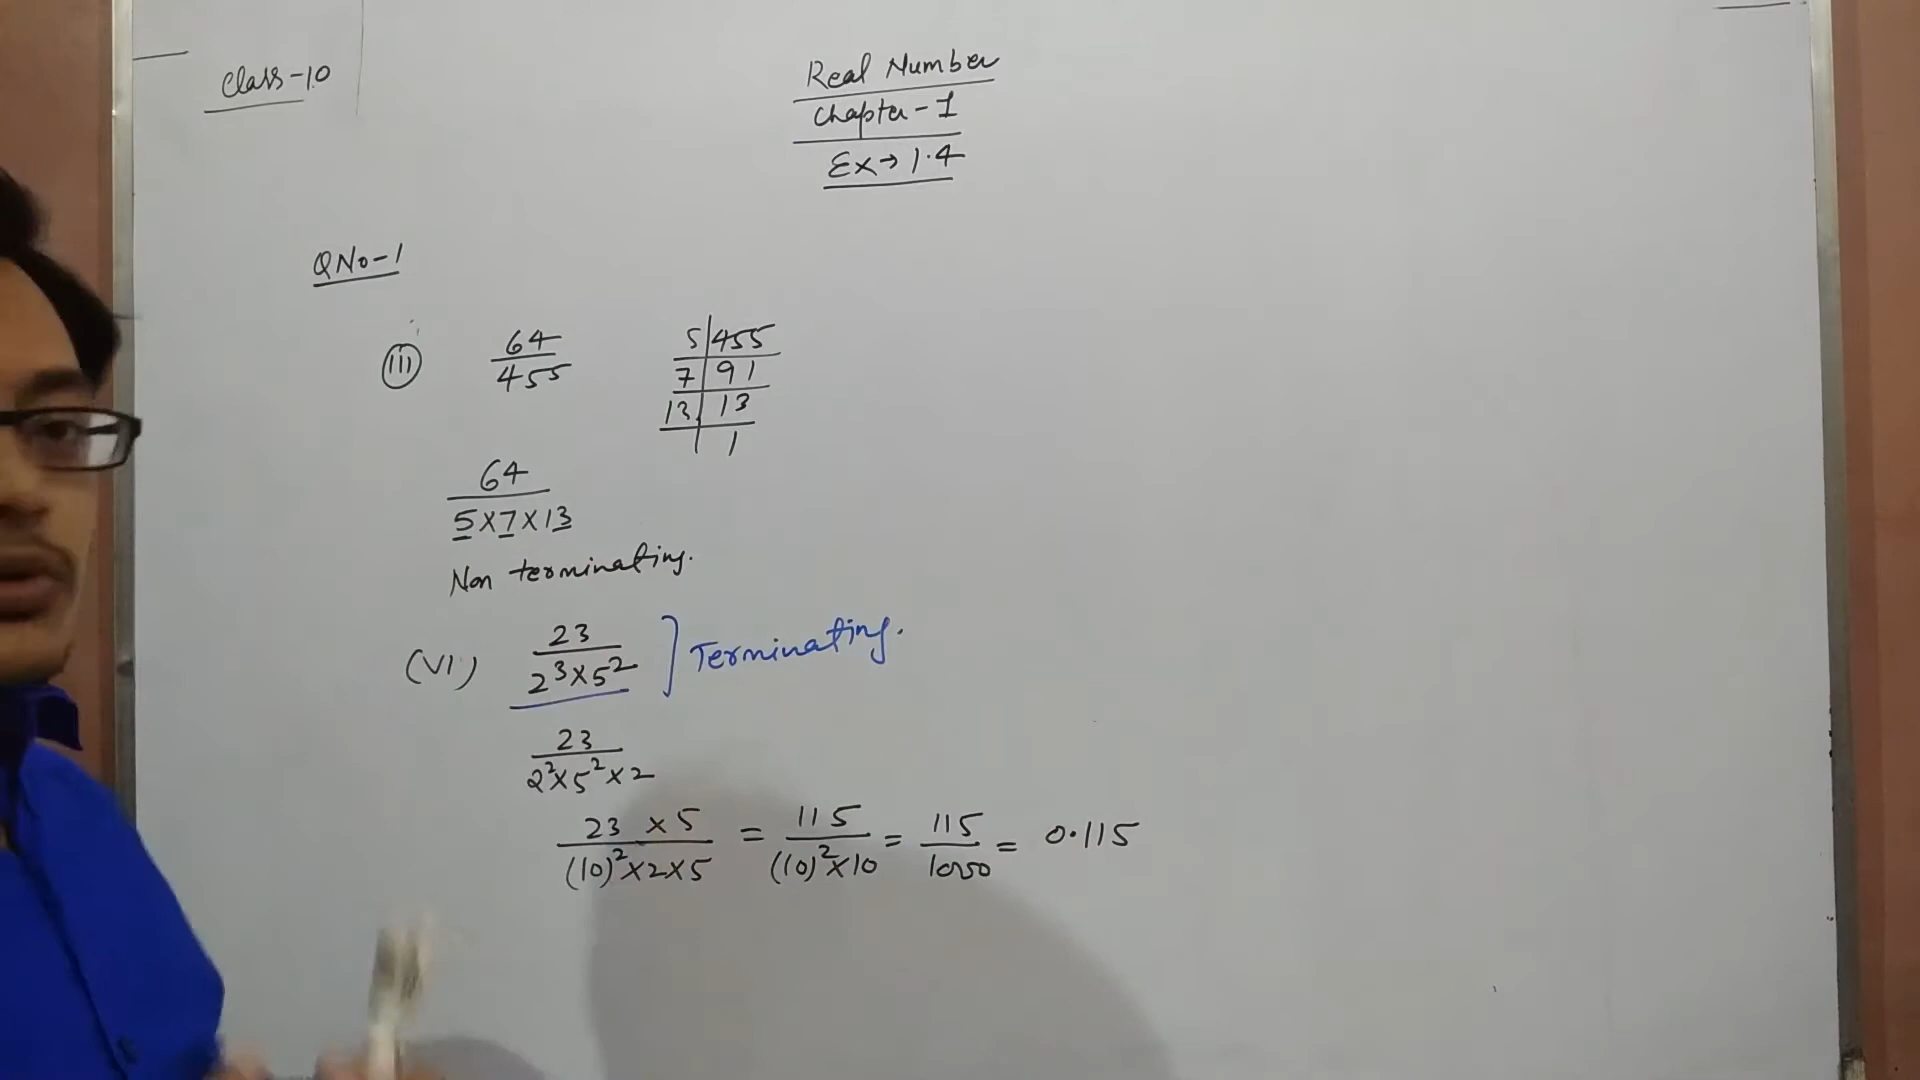 Class-10
Real Number
Chapter-1
Ex→1.4
QNo-1
(iii) 64/455
5|455
7|91
13|13
|1
64/5×7×13
Non terminating.
(VI) 23/2³×5² ] Terminating.
23/2²×5²×2
23×5/(10)²×2×5 = 115/(10)²×10 = 115/1000 = 0.115